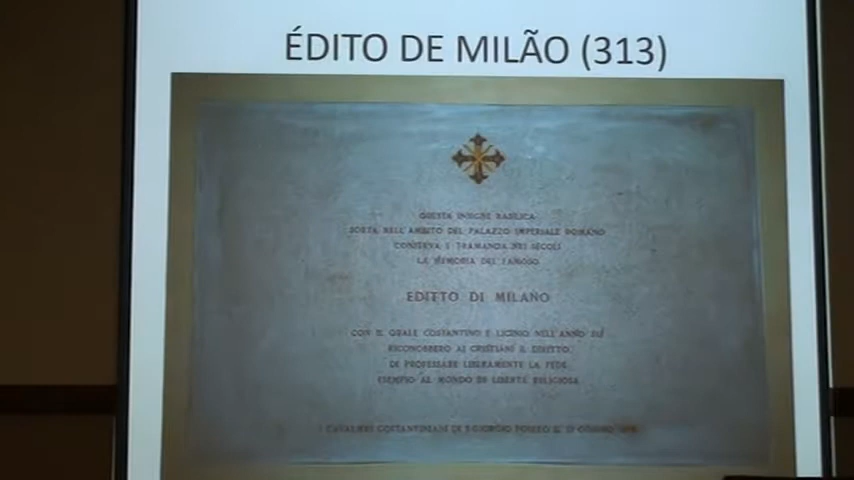 ÉDITO DE MILÃO (313)
QUESTA INSIGNE BASILICA
SORTA NELL'AMBITO DEL PALAZZO IMPERIALE ROMANO
CONSERVA E TRAMANDA NEI SECOLI
LA MEMORIA DEL FAMOSO
EDITTO DI MILANO
CON IL QUALE COSTANTINO E LICINIO NELL'ANNO 313
RICONOBBERO AI CRISTIANI IL DIRITTO
DI PROFESSARE LIBERAMENTE LA FEDE
ESEMPIO AL MONDO DI LIBERTÀ RELIGIOSA
I CAVALIERI COSTANTINIANI DI S. GIORGIO POSERO IL